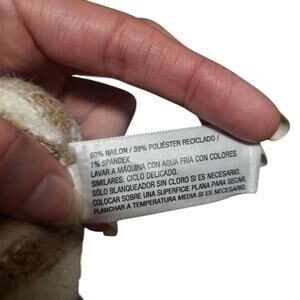 60% NAILON / 39% POLIÉSTER RECICLADO /
1% SPANDEX
LAVAR A MÁQUINA CON AGUA FRÍA CON COLORES
SIMILARES. CICLO DELICADO.
SÓLO BLANQUEADOR SIN CLORO SI ES NECESARIO.
COLOCAR SOBRE UNA SUPERFICIE PLANA PARA SECAR.
PLANCHAR A TEMPERATURA MEDIA SI ES NECESARIO.